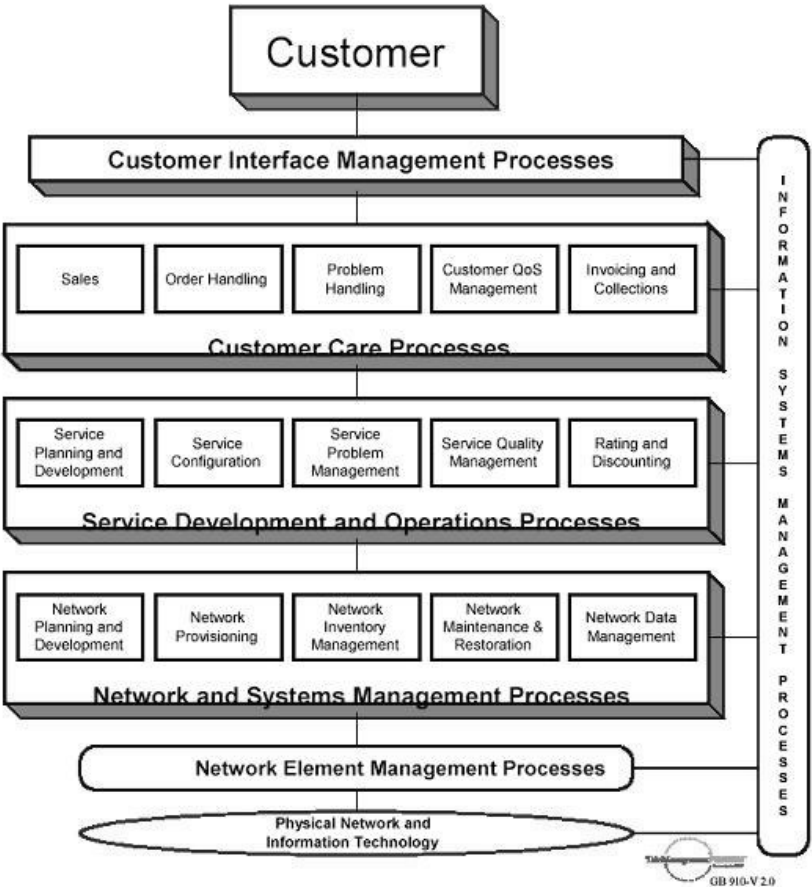 Customer
Customer Interface Management Processes
Sales
Order Handling
Problem
Handling
Customer QoS
Management
Invoicing and
Collections
Customer Care Processes
Service
Planning and
Development
Service
Configuration
Service
Problem
Management
Service Quality
Management
Rating and
Discounting
Service Development and Operations Processes
Network
Planning and
Development
Network
Provisioning
Network
Inventory
Management
Network
Maintenance &
Restoration
Network Data
Management
Network and Systems Management Processes
Network Element Management Processes
Physical Network and
Information Technology
INFORMATION SYSTEMS MANAGEMENT PROCESSES
GB 910-V 2.0